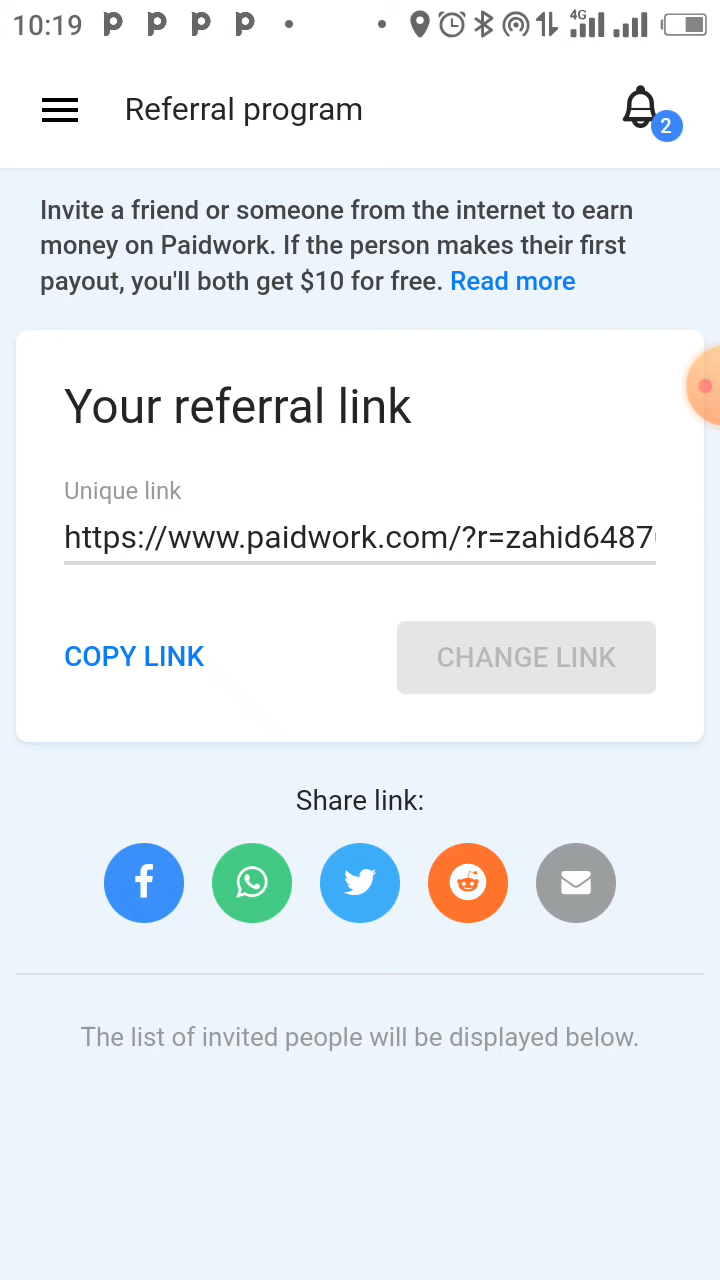 10:19
4G
Referral program
2
Invite a friend or someone from the internet to earn
money on Paidwork. If the person makes their first
payout, you'll both get $10 for free. Read more
Your referral link
Unique link
https://www.paidwork.com/?r=zahid6487
COPY LINK
CHANGE LINK
Share link:
The list of invited people will be displayed below.